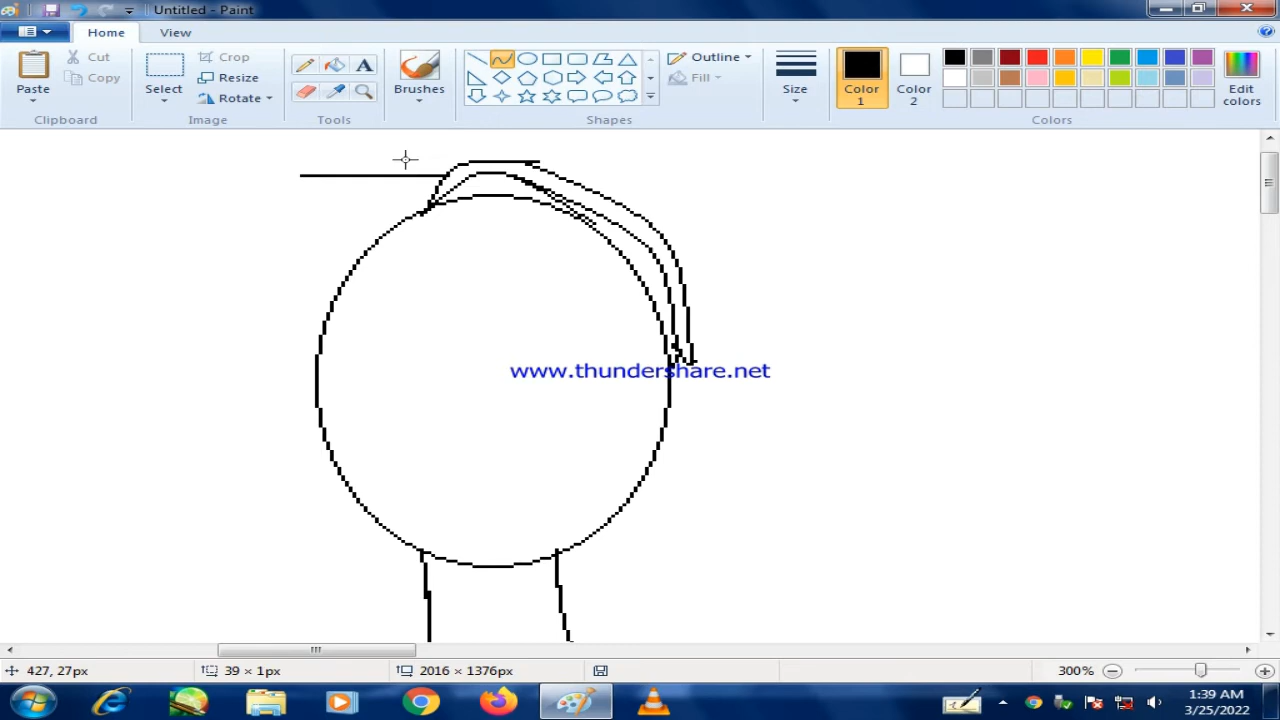 Untitled - Paint
Home View
Paste
Cut
Copy
Clipboard
Select
Crop
Resize
Rotate
Image
A
Tools
Brushes
Outline
Fill
Shapes
Size
Color
1
Color
2
Edit
colors
Colors
www.thundershare.net
427, 27px
39 × 1px
2016 × 1376px
300%
1:39 AM
3/25/2022